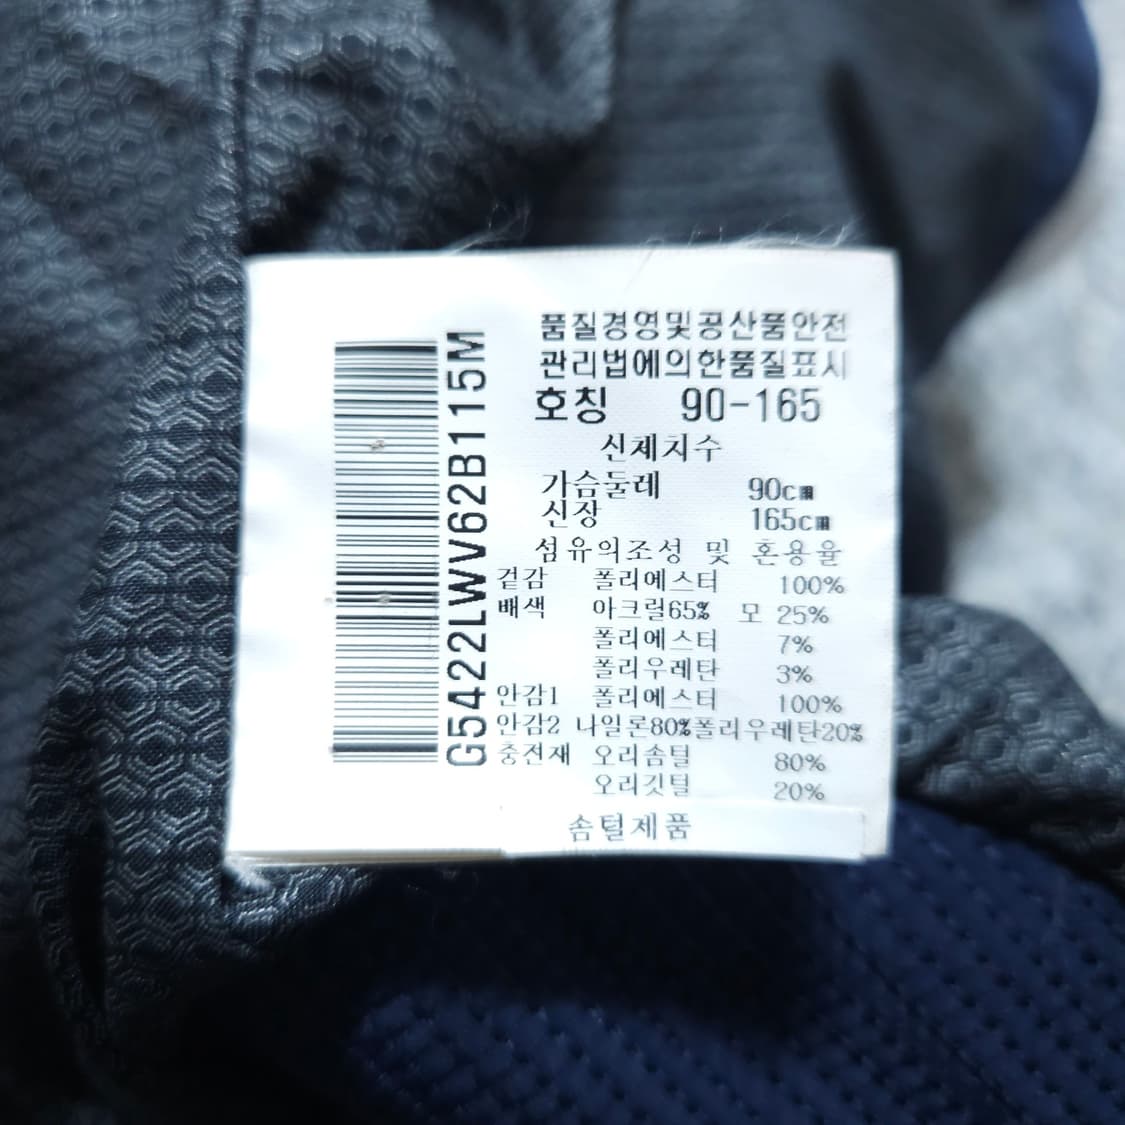 G5422LWV62B115M
품질경영및공산품안전
관리법에의한품질표시
호칭 90-165
신체치수
가슴둘레 90cm
신장 165cm
섬유의조성 및 혼용율
겉감 폴리에스터 100%
배색 아크릴65% 모 25%
폴리에스터 7%
폴리우레탄 3%
안감1 폴리에스터 100%
안감2 나일론80%폴리우레탄20%
충전재 오리솜털 80%
오리깃털 20%
솜털제품